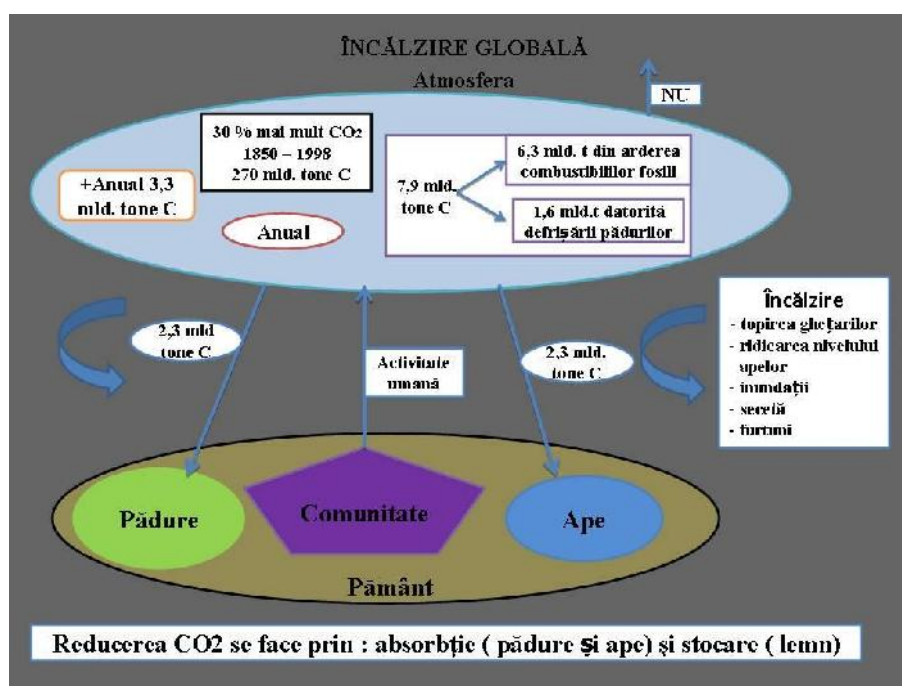 ÎNCĂLZIRE GLOBALĂ
Atmosfera
NU
30 % mai mult CO₂
1850 – 1998
270 mld. tone C
+Anual 3,3
mld. tone C
Anual
7,9 mld.
tone C
6,3 mld. t din arderea
combustibililor fosili
1,6 mld.t datorită
defrișării pădurilor
2,3 mld
tone C
Activitate
umană
2,3 mld.
tone C
Încălzire
- topirea ghețarilor
- ridicarea nivelului
apelor
- inundații
- secetă
- furtuni
Pădure
Comunitate
Ape
Pământ
Reducerea CO2 se face prin : absorbție ( pădure și ape) și stocare ( lemn)